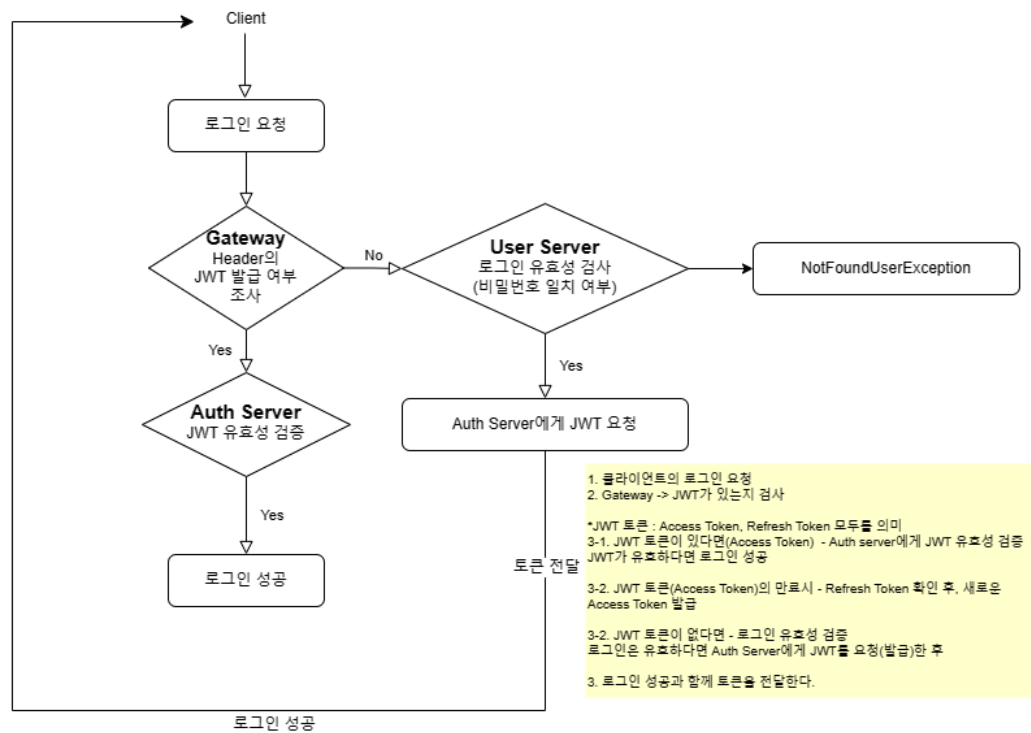 Client
로그인 요청
Gateway
Header의
JWT 발급 여부
조사
No
User Server
로그인 유효성 검사
(비밀번호 일치 여부)
NotFoundUserException
Yes
Yes
Auth Server
JWT 유효성 검증
Auth Server에게 JWT 요청
Yes
로그인 성공
토큰 전달
1. 클라이언트의 로그인 요청
2. Gateway -> JWT가 있는지 검사
*JWT 토큰 : Access Token, Refresh Token 모두를 의미
3-1. JWT 토큰이 있다면(Access Token) - Auth server에게 JWT 유효성 검증
JWT가 유효하다면 로그인 성공
3-2. JWT 토큰(Access Token)의 만료시 - Refresh Token 확인 후, 새로운
Access Token 발급
3-2. JWT 토큰이 없다면 - 로그인 유효성 검증
로그인은 유효하다면 Auth Server에게 JWT를 요청(발급)한 후
3. 로그인 성공과 함께 토큰을 전달한다.
로그인 성공